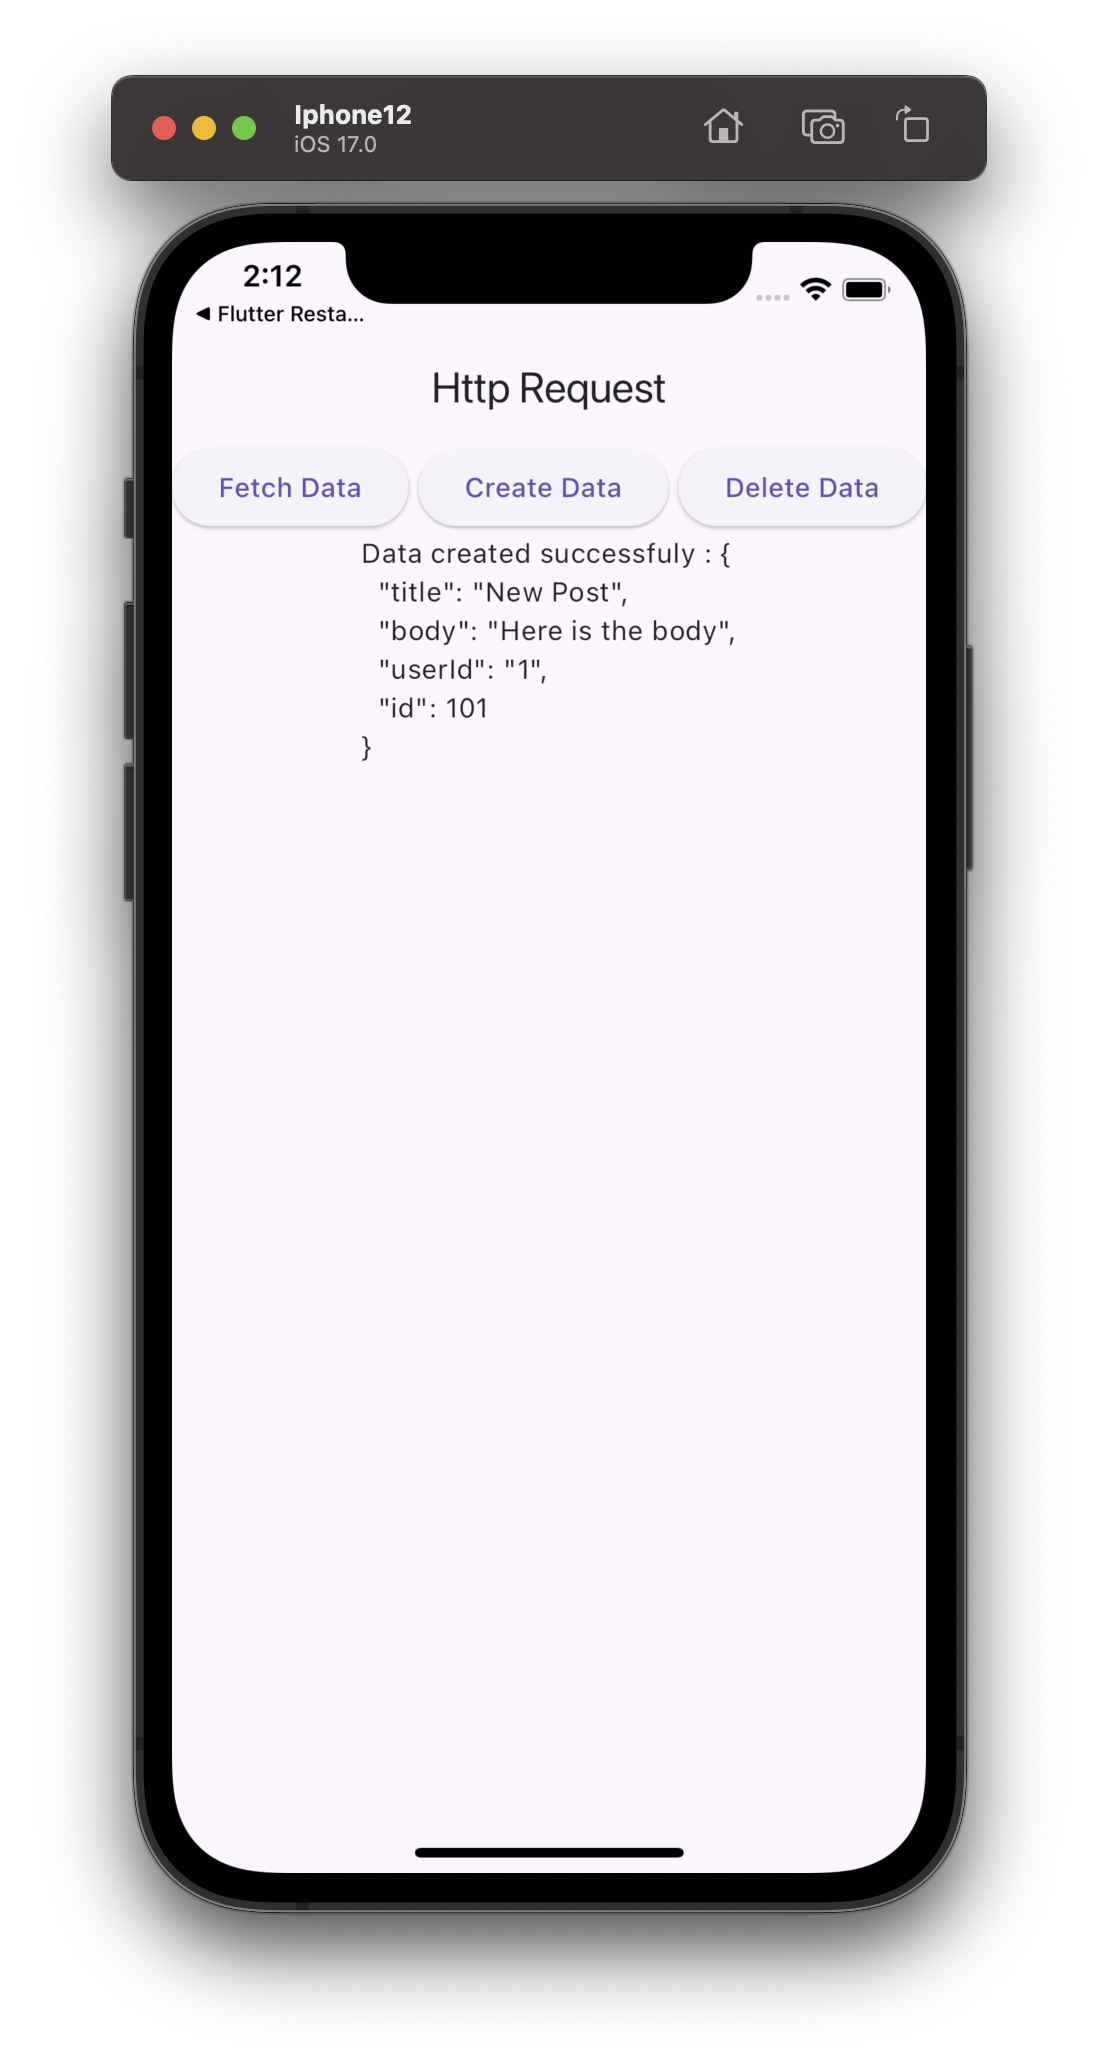 Iphone12
iOS 17.0
2:12
◀ Flutter Resta...
Http Request
Fetch Data
Create Data
Delete Data
Data created successfuly : {
"title": "New Post",
"body": "Here is the body",
"userId": "1",
"id": 101
}